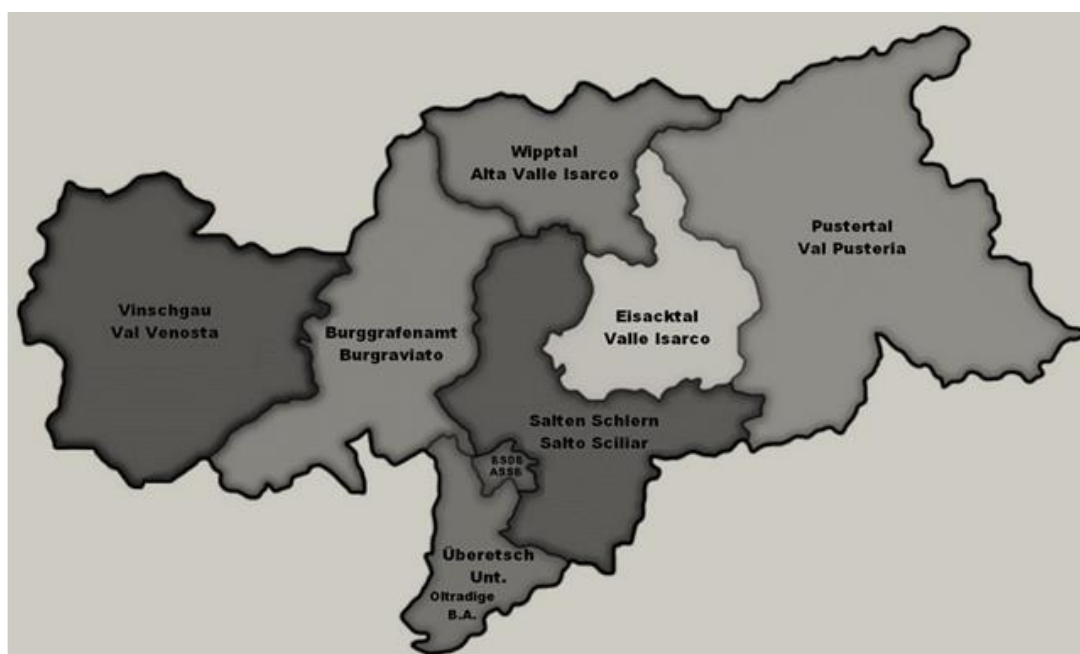 Wipptal
Alta Valle Isarco
Pustertal
Val Pusteria
Vinschgau
Val Venosta
Burggrafenamt
Burgraviato
Eisacktal
Valle Isarco
Salten Schlern
Salto Sciliar
BSDB
ASSB
Überetsch
Unt.
Oltradige
B.A.